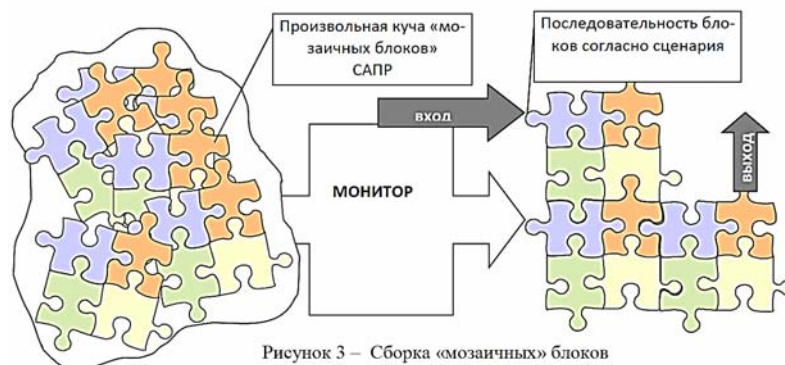 Произвольная куча «мо-
заичных блоков»
САПР
Последовательность бло-
ков согласно сценария
ВХОД
ВЫХОД
МОНИТОР
Рисунок 3 – Сборка «мозаичных» блоков